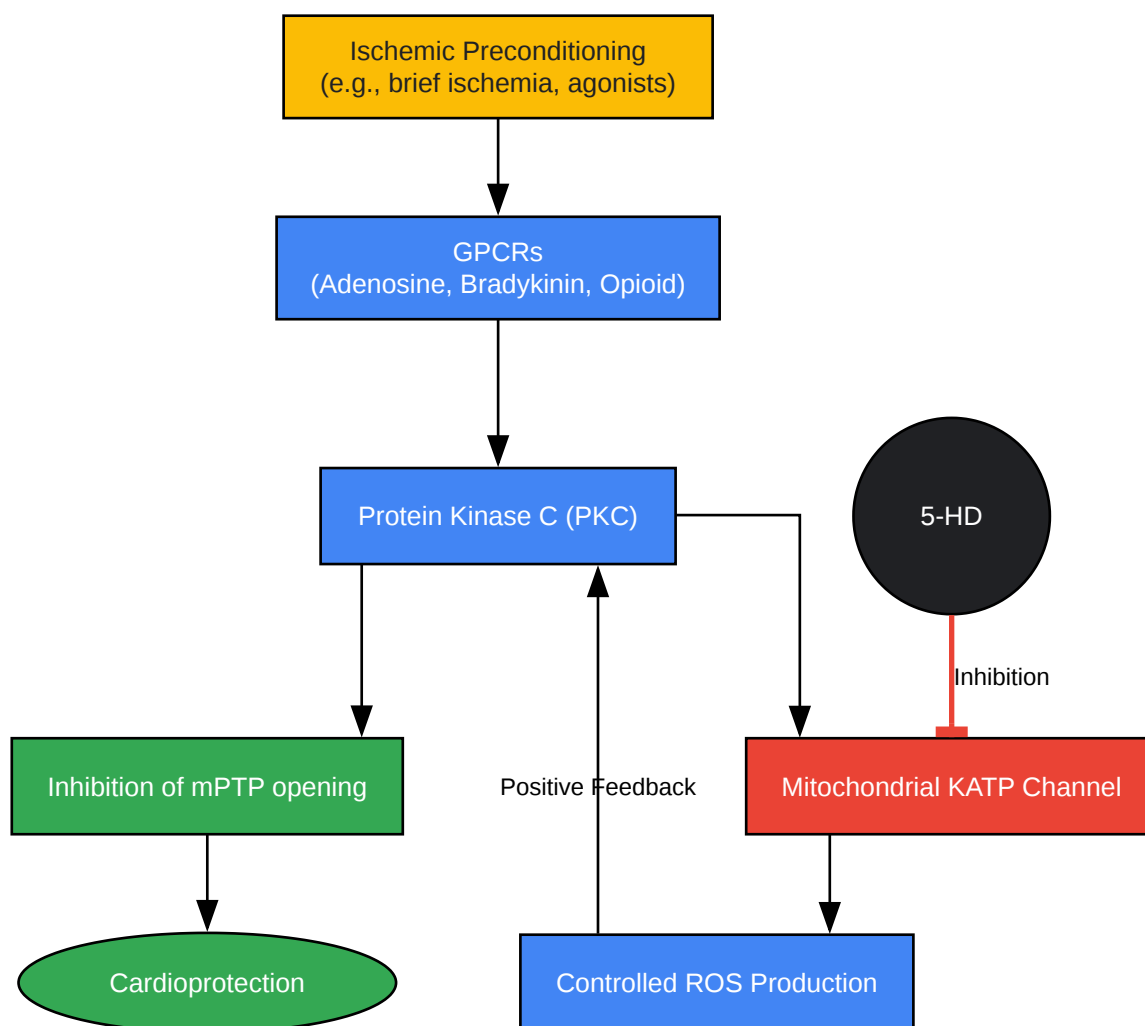 Ischemic Preconditioning
(e.g., brief ischemia, agonists)
GPCRs
(Adenosine, Bradykinin, Opioid)
Protein Kinase C (PKC)
5-HD
Inhibition
Inhibition of mPTP opening
Positive Feedback
Mitochondrial KATP Channel
Cardioprotection
Controlled ROS Production